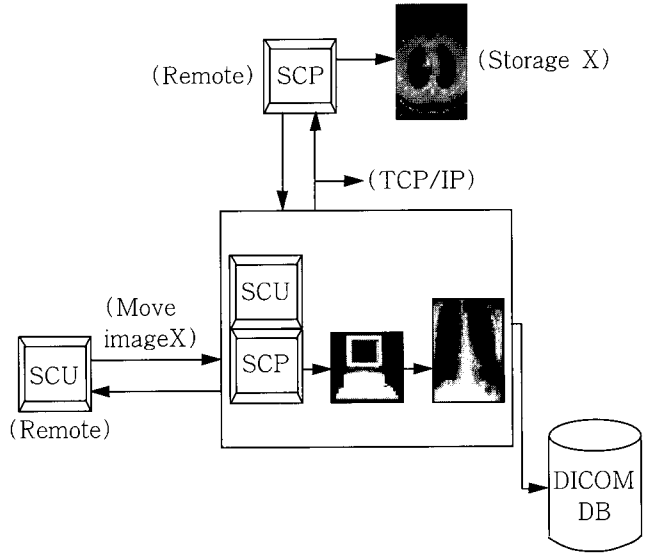 (Remote)
SCP
(Storage X)
(TCP/IP)
SCU
(Move
imageX)
SCU
SCP
(Remote)
DICOM
DB